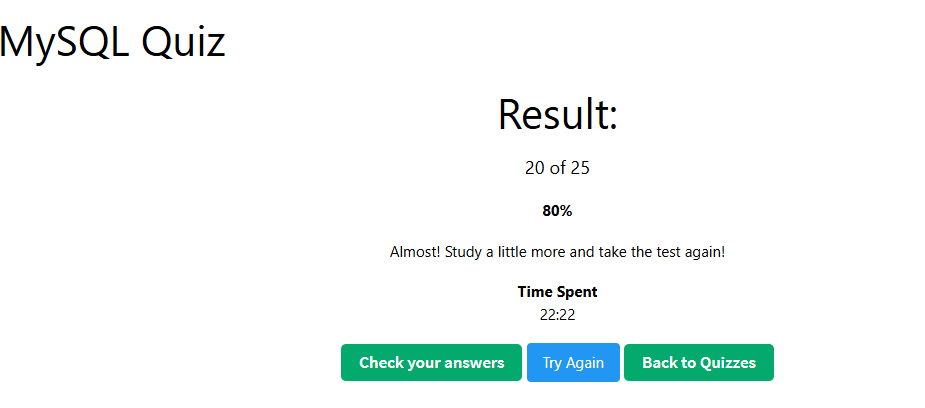 MySQL Quiz
Result:
20 of 25
80%
Almost! Study a little more and take the test again!
Time Spent
22:22
Check your answers Try Again Back to Quizzes